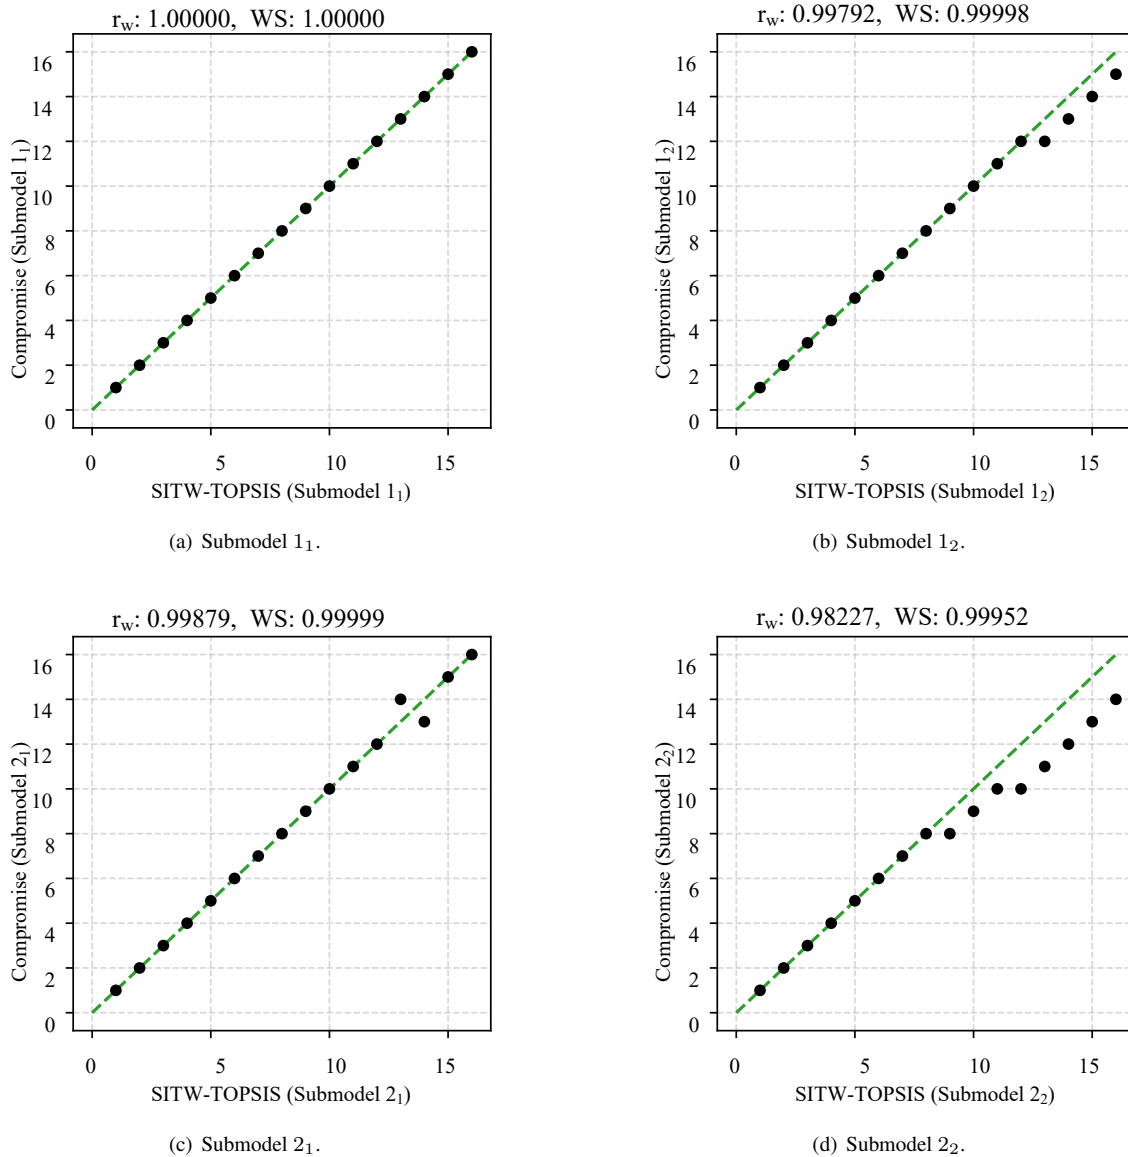 r_w: 1.00000, WS: 1.00000
16
14
12
10
8
6
4
2
0
Compromise (Submodel 1₁)
0 5 10 15
SITW-TOPSIS (Submodel 1₁)
(a) Submodel 1₁.
r_w: 0.99792, WS: 0.99998
16
14
12
10
8
6
4
2
0
Compromise (Submodel 1₂)
0 5 10 15
SITW-TOPSIS (Submodel 1₂)
(b) Submodel 1₂.
r_w: 0.99879, WS: 0.99999
16
14
12
10
8
6
4
2
0
Compromise (Submodel 2₁)
0 5 10 15
SITW-TOPSIS (Submodel 2₁)
(c) Submodel 2₁.
r_w: 0.98227, WS: 0.99952
16
14
12
10
8
6
4
2
0
Compromise (Submodel 2₂)
0 5 10 15
SITW-TOPSIS (Submodel 2₂)
(d) Submodel 2₂.